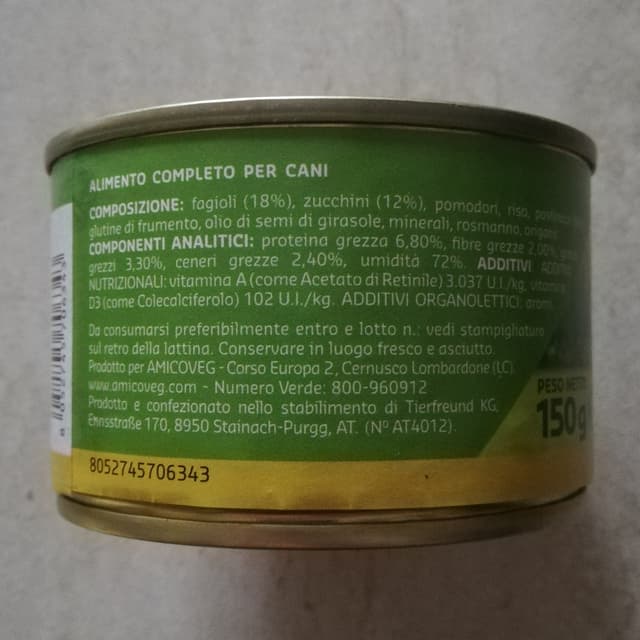 ALIMENTO COMPLETO PER CANI
COMPOSIZIONE: fagioli (18%), zucchini (12%), pomodori, riso,
glutine di frumento, olio di semi di girasole, minerali, rosmarino,
COMPONENTI ANALITICI: proteina grezza 6,80%, fibre grezze 2,00%,
grezzi 3,30%, ceneri grezze 2,40%, umidità 72%. ADDITIVI
NUTRIZIONALI: vitamina A (come Acetato di Retinile) 3.037 U.I./kg,
D3 (come Colecalciferolo) 102 U.I./kg. ADDITIVI ORGANOLETTICI:
Da consumarsi preferibilmente entro e lotto n.: vedi stampigliatura
sul retro della lattina. Conservare in luogo fresco e asciutto.
Prodotto per AMICOVEG - Corso Europa 2, Cernusco Lombardone (LC).
www.amicoveg.com - Numero Verde: 800-960912
Prodotto e confezionato nello stabilimento di Tierfreund KG,
Ennsstraße 170, 8950 Stainach-Purgg, AT. (N° AT4012).
PESO NETTO
150g
8052745706343